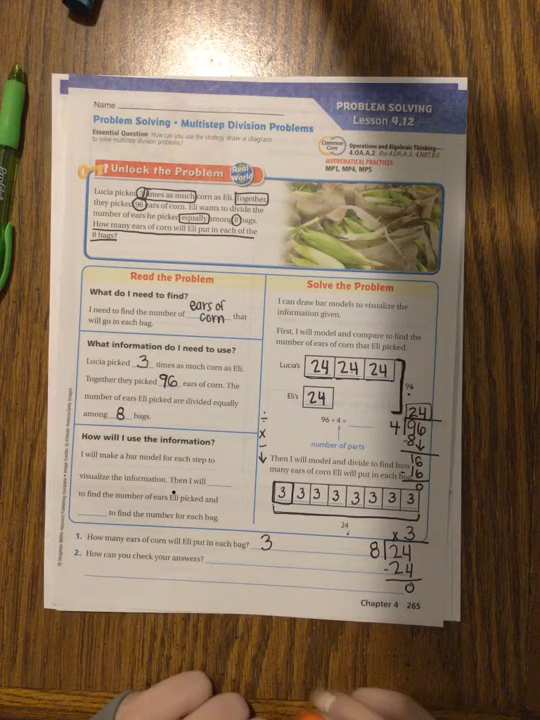 Name
PROBLEM SOLVING
Lesson 4.12
Problem Solving • Multistep Division Problems
Essential Question How can you use the strategy draw a diagram
to solve multistep division problems?
Common
Core
Operations and Algebraic Thinking—
4.OA.A.2
MATHEMATICAL PRACTICES
MP1, MP4, MP5
Unlock the Problem
Real
World
Lucia picked 3 times as much corn as Eli. Together,
they picked 96 ears of corn. Eli wants to divide the
number of ears he picked equally among 8 bags.
How many ears of corn will Eli put in each of the
8 bags?
Read the Problem
What do I need to find?
I need to find the number of ears of corn that
will go in each bag.
What information do I need to use?
Lucia picked 3 times as much corn as Eli.
Together they picked 96 ears of corn. The
number of ears Eli picked are divided equally
among 8 bags.
How will I use the information?
I will make a bar model for each step to
visualize the information. Then I will
to find the number of ears Eli picked and
to find the number for each bag.
Solve the Problem
I can draw bar models to visualize the
information given.
First, I will model and compare to find the
number of ears of corn that Eli picked.
Lucia's 24 24 24
96
Eli's 24
96 ÷ 4 =
number of parts
÷
x
-
↓
24
4 96
-8↓
16
16
0
Then I will model and divide to find how
many ears of corn Eli will put in each
3 3 3 3 3 3 3 3
24
x 3
8 24
-24
0
1. How many ears of corn will Eli put in each bag? 3
2. How can you check your answers?
Chapter 4 265